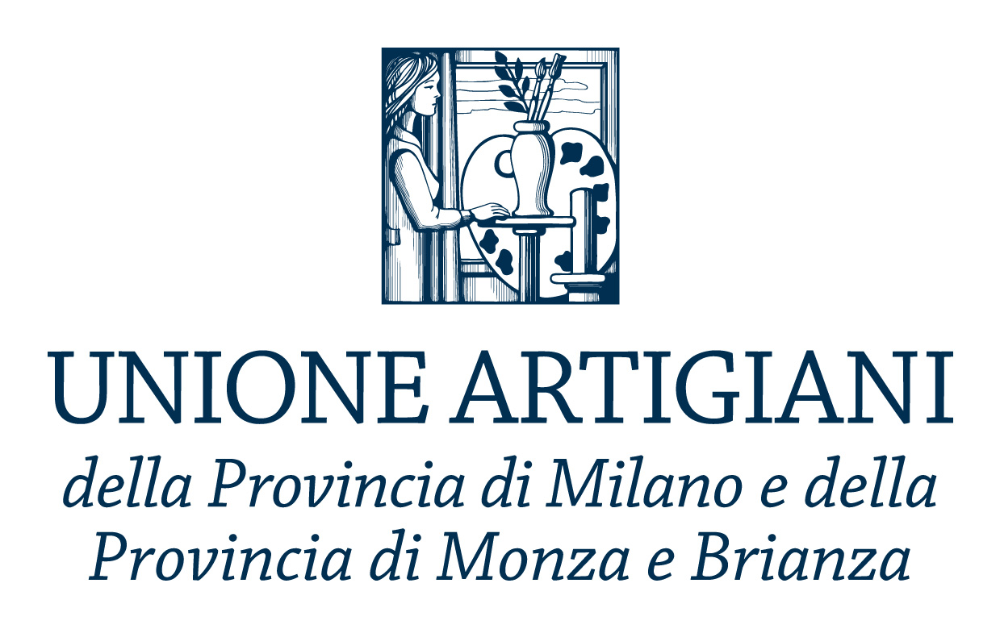 UNIONE ARTIGIANI
della Provincia di Milano e della
Provincia di Monza e Brianza